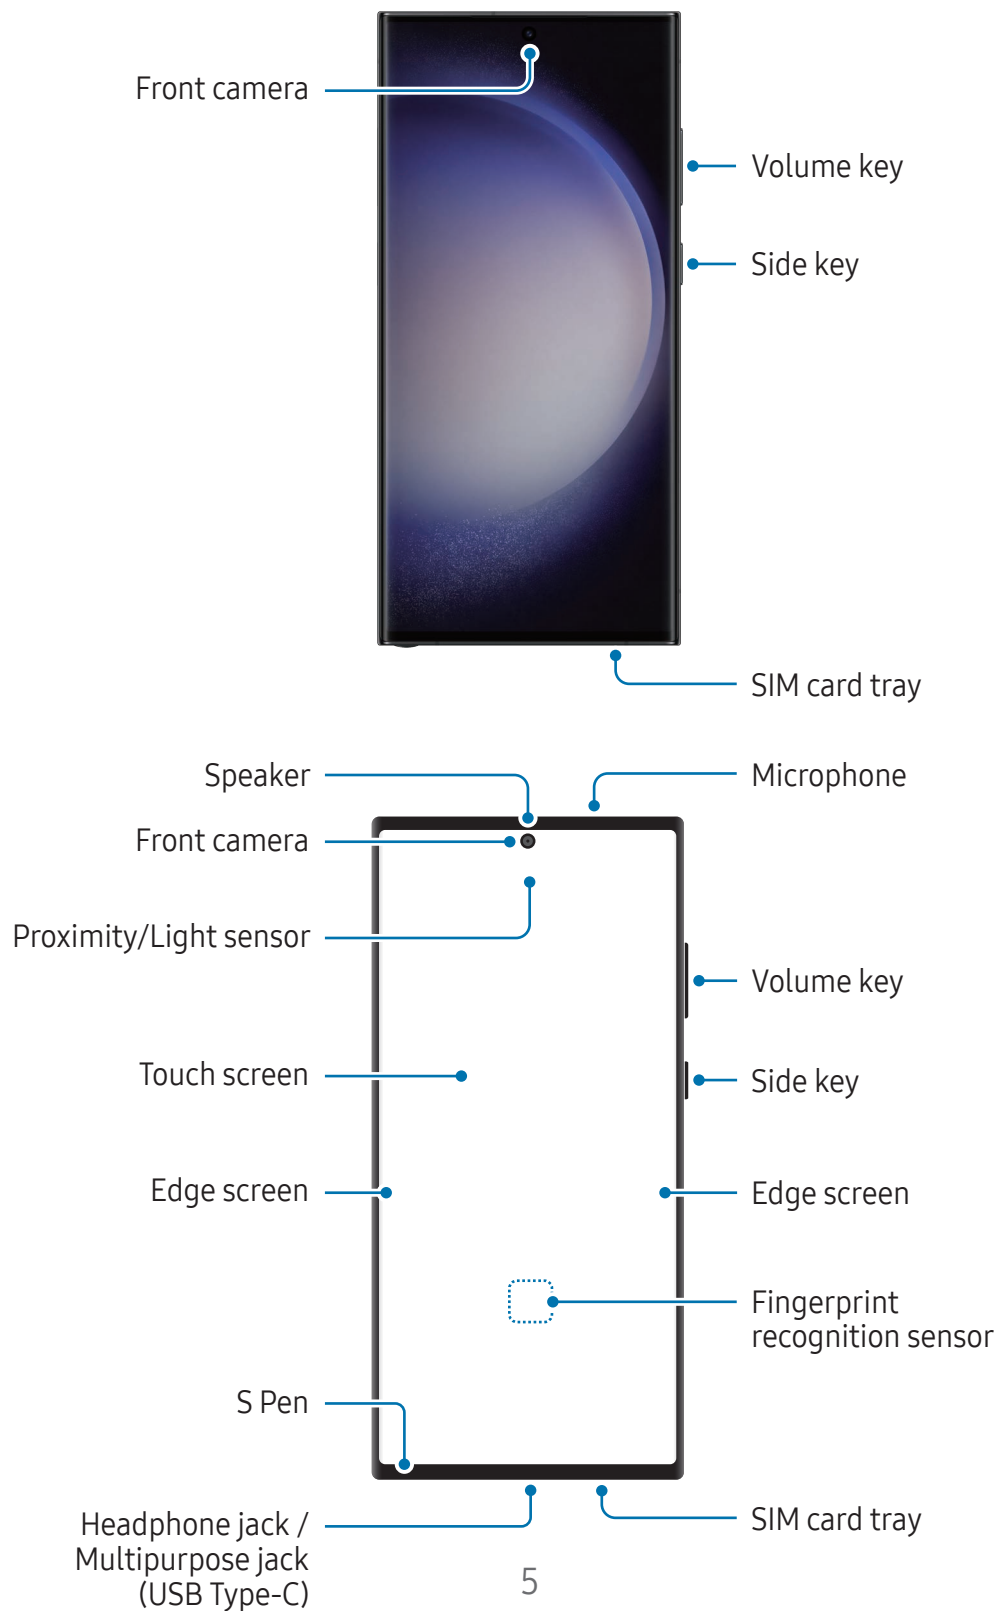 Front camera
Volume key
Side key
SIM card tray
Speaker
Microphone
Front camera
Proximity/Light sensor
Volume key
Touch screen
Side key
Edge screen
Edge screen
Fingerprint
recognition sensor
S Pen
Headphone jack /
Multipurpose jack
(USB Type-C)
SIM card tray
5